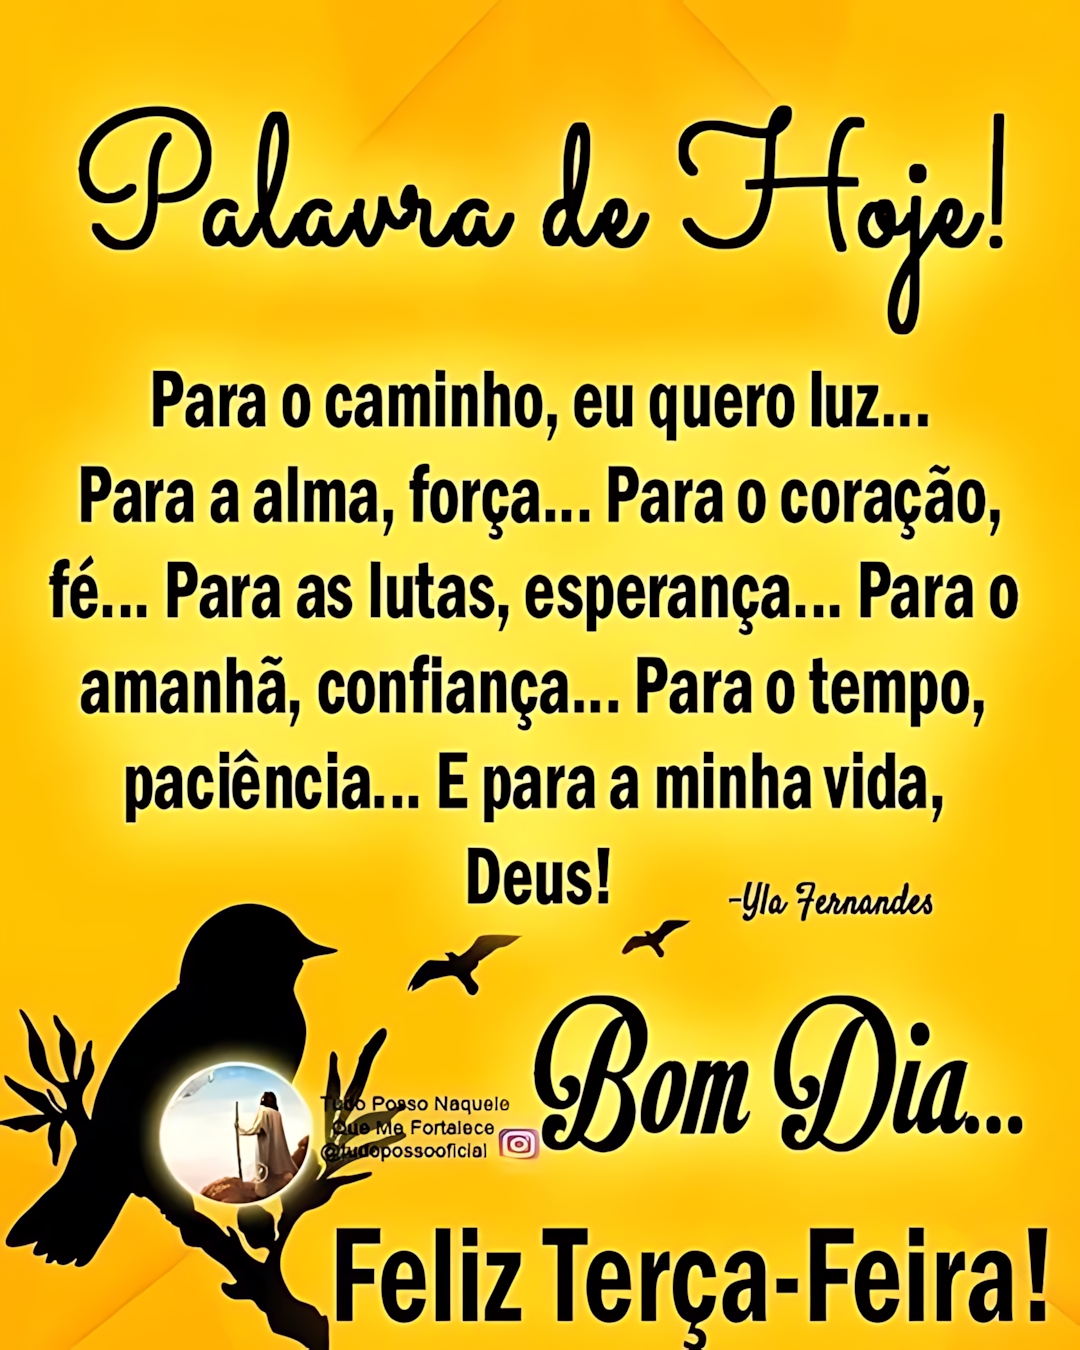 Palavra de Hoje!
Para o caminho, eu quero luz...
Para a alma, força... Para o coração,
fé... Para as lutas, esperança... Para o
amanhã, confiança... Para o tempo,
paciência... E para a minha vida,
Deus!
-Yla Fernandes
Bom Dia...
Tudo Posso Naquele
Que Me Fortalece
@tudopossooficial
Feliz Terça-Feira!